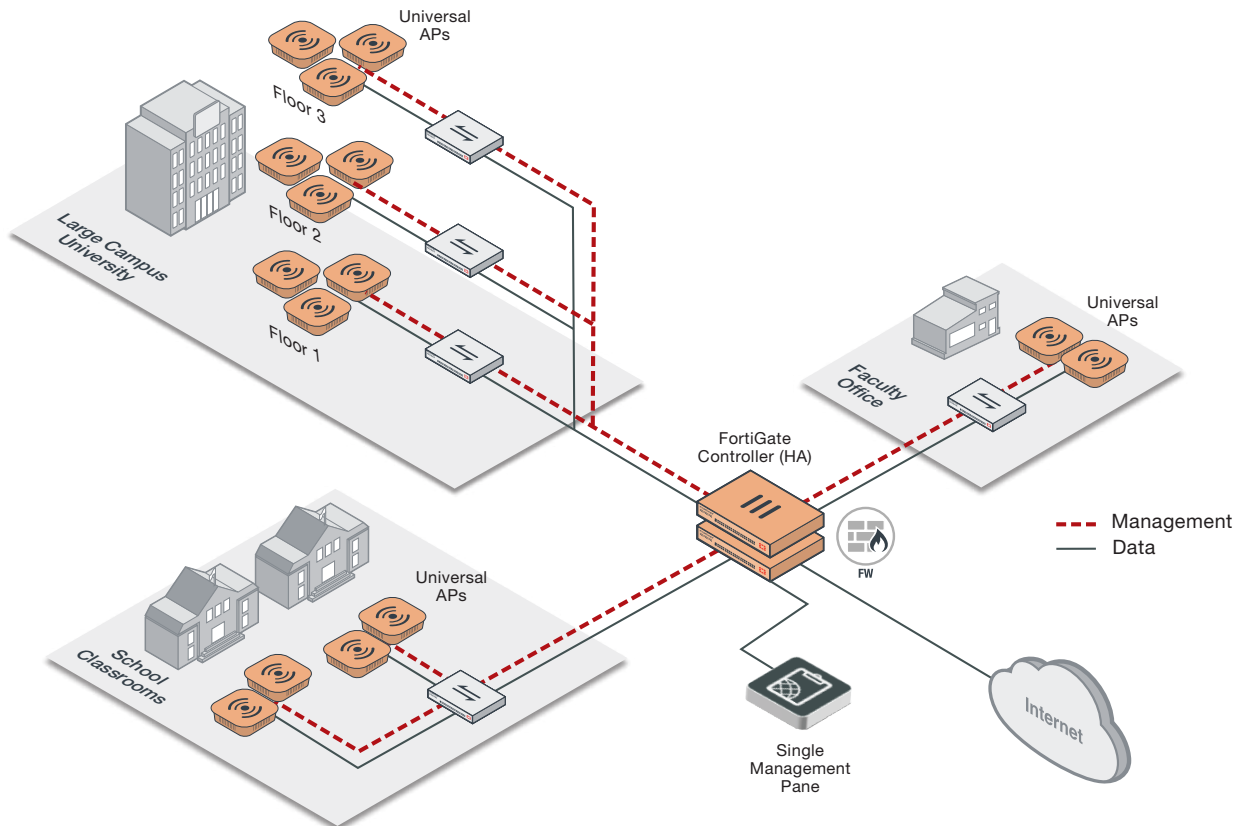 Universal
APs
Floor 3
Floor 2
Floor 1
Large Campus
University
Universal
APs
Faculty
Office
FortiGate
Controller (HA)
FW
Management
Data
Universal
APs
School
Classrooms
Single
Management
Pane
Internet